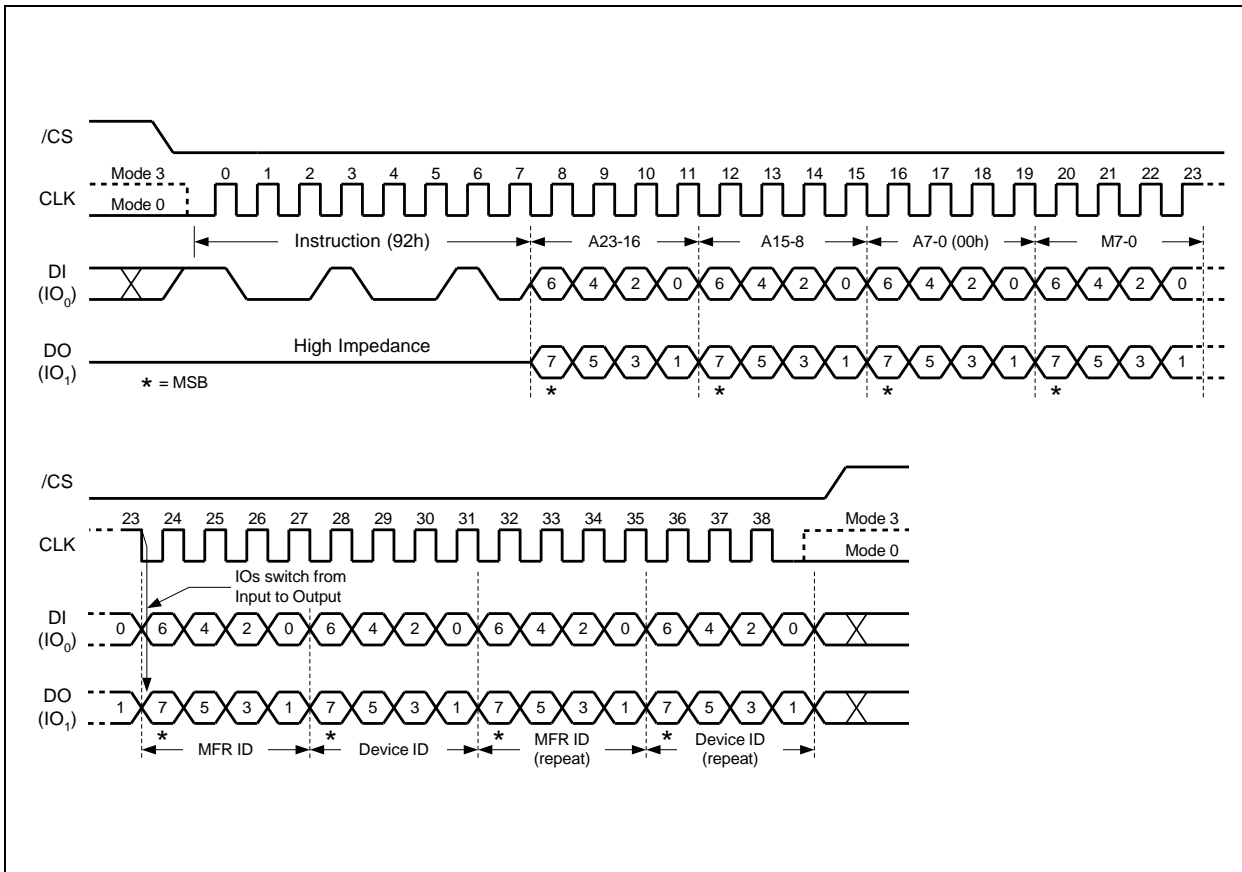 /CS
Mode 3 0 1 2 3 4 5 6 7 8 9 10 11 12 13 14 15 16 17 18 19 20 21 22 23
CLK Mode 0
Instruction (92h) A23-16 A15-8 A7-0 (00h) M7-0
DI
(IO0) 6 4 2 0 6 4 2 0 6 4 2 0 6 4 2 0
High Impedance
DO
(IO1) 7 5 3 1 7 5 3 1 7 5 3 1 7 5 3 1
* = MSB * * * *
/CS
23 24 25 26 27 28 29 30 31 32 33 34 35 36 37 38 Mode 3
CLK Mode 0
IOs switch from
Input to Output
DI
(IO0) 0 6 4 2 0 6 4 2 0 6 4 2 0 6 4 2 0
DO
(IO1) 1 7 5 3 1 7 5 3 1 7 5 3 1 7 5 3 1
* * * *
MFR ID Device ID MFR ID Device ID
(repeat) (repeat)